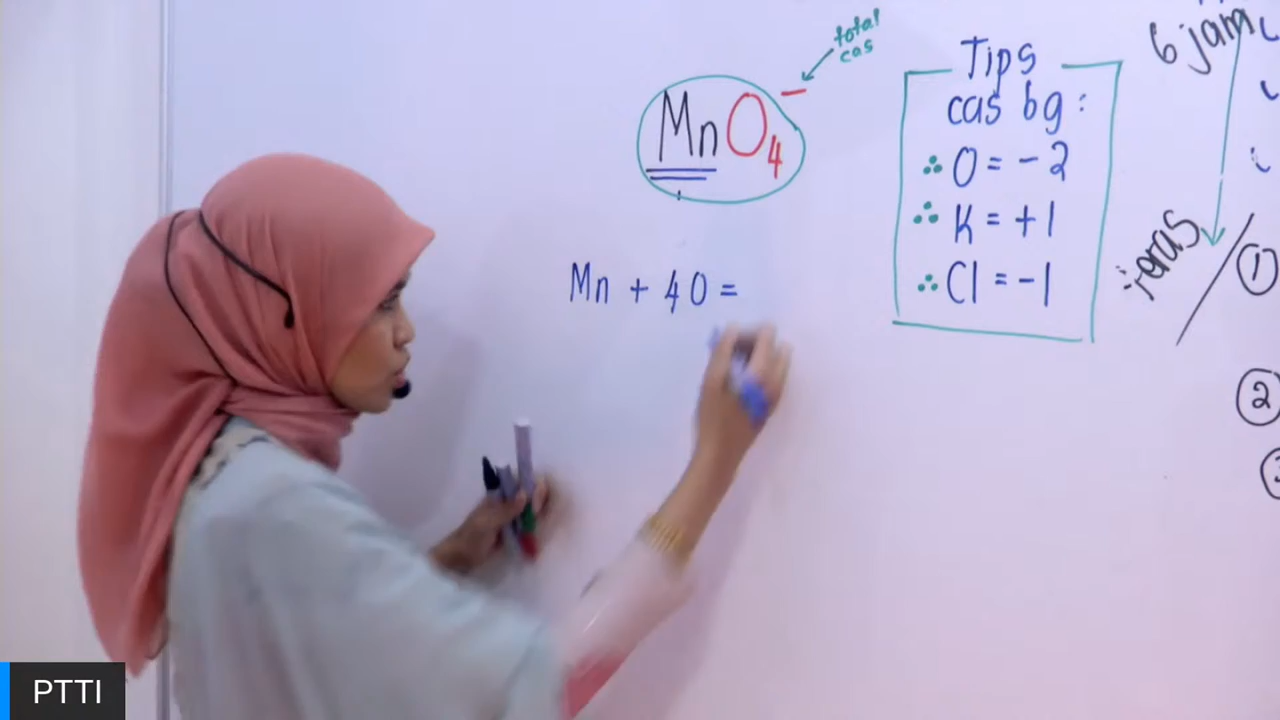 total
cas
MnO4 −
Mn + 4O =
Tips
cas bg :
∴ O = −2
∴ K = +1
∴ Cl = −1
6 jam
1
2
PTTI